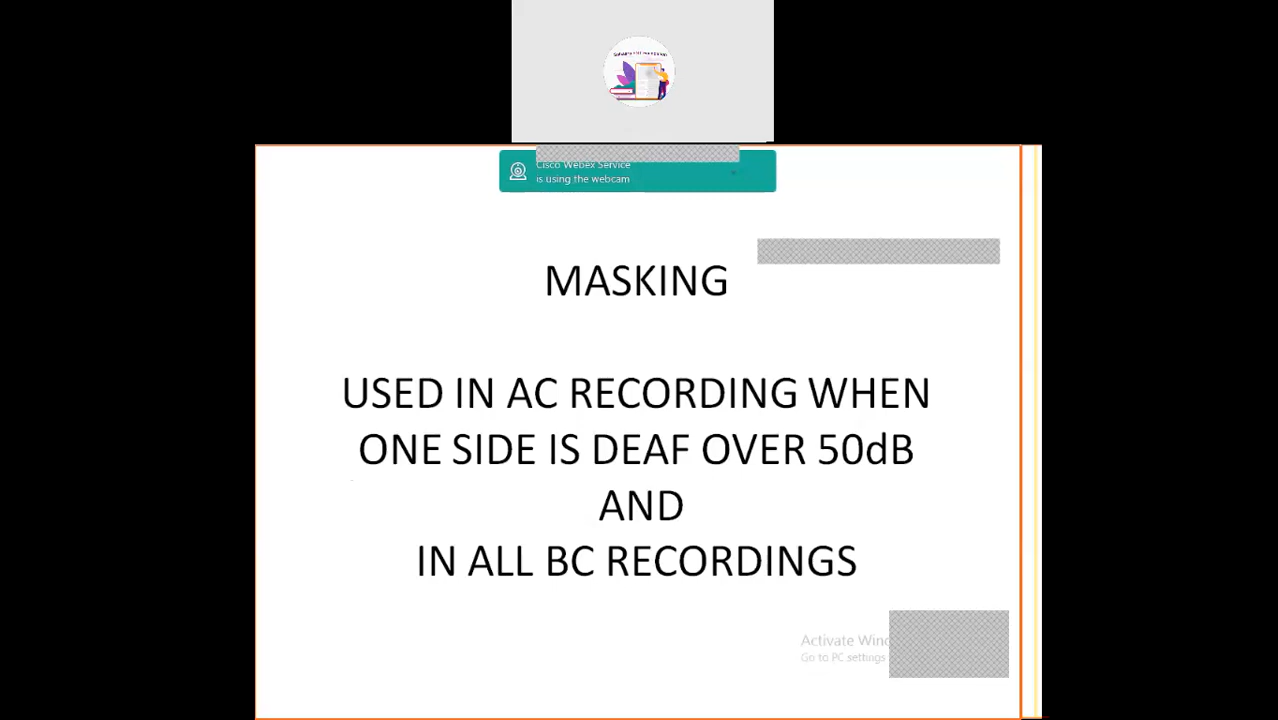 Cisco Webex Service
is using the webcam
MASKING
USED IN AC RECORDING WHEN
ONE SIDE IS DEAF OVER 50dB
AND
IN ALL BC RECORDINGS
Activate
Go to PC settings